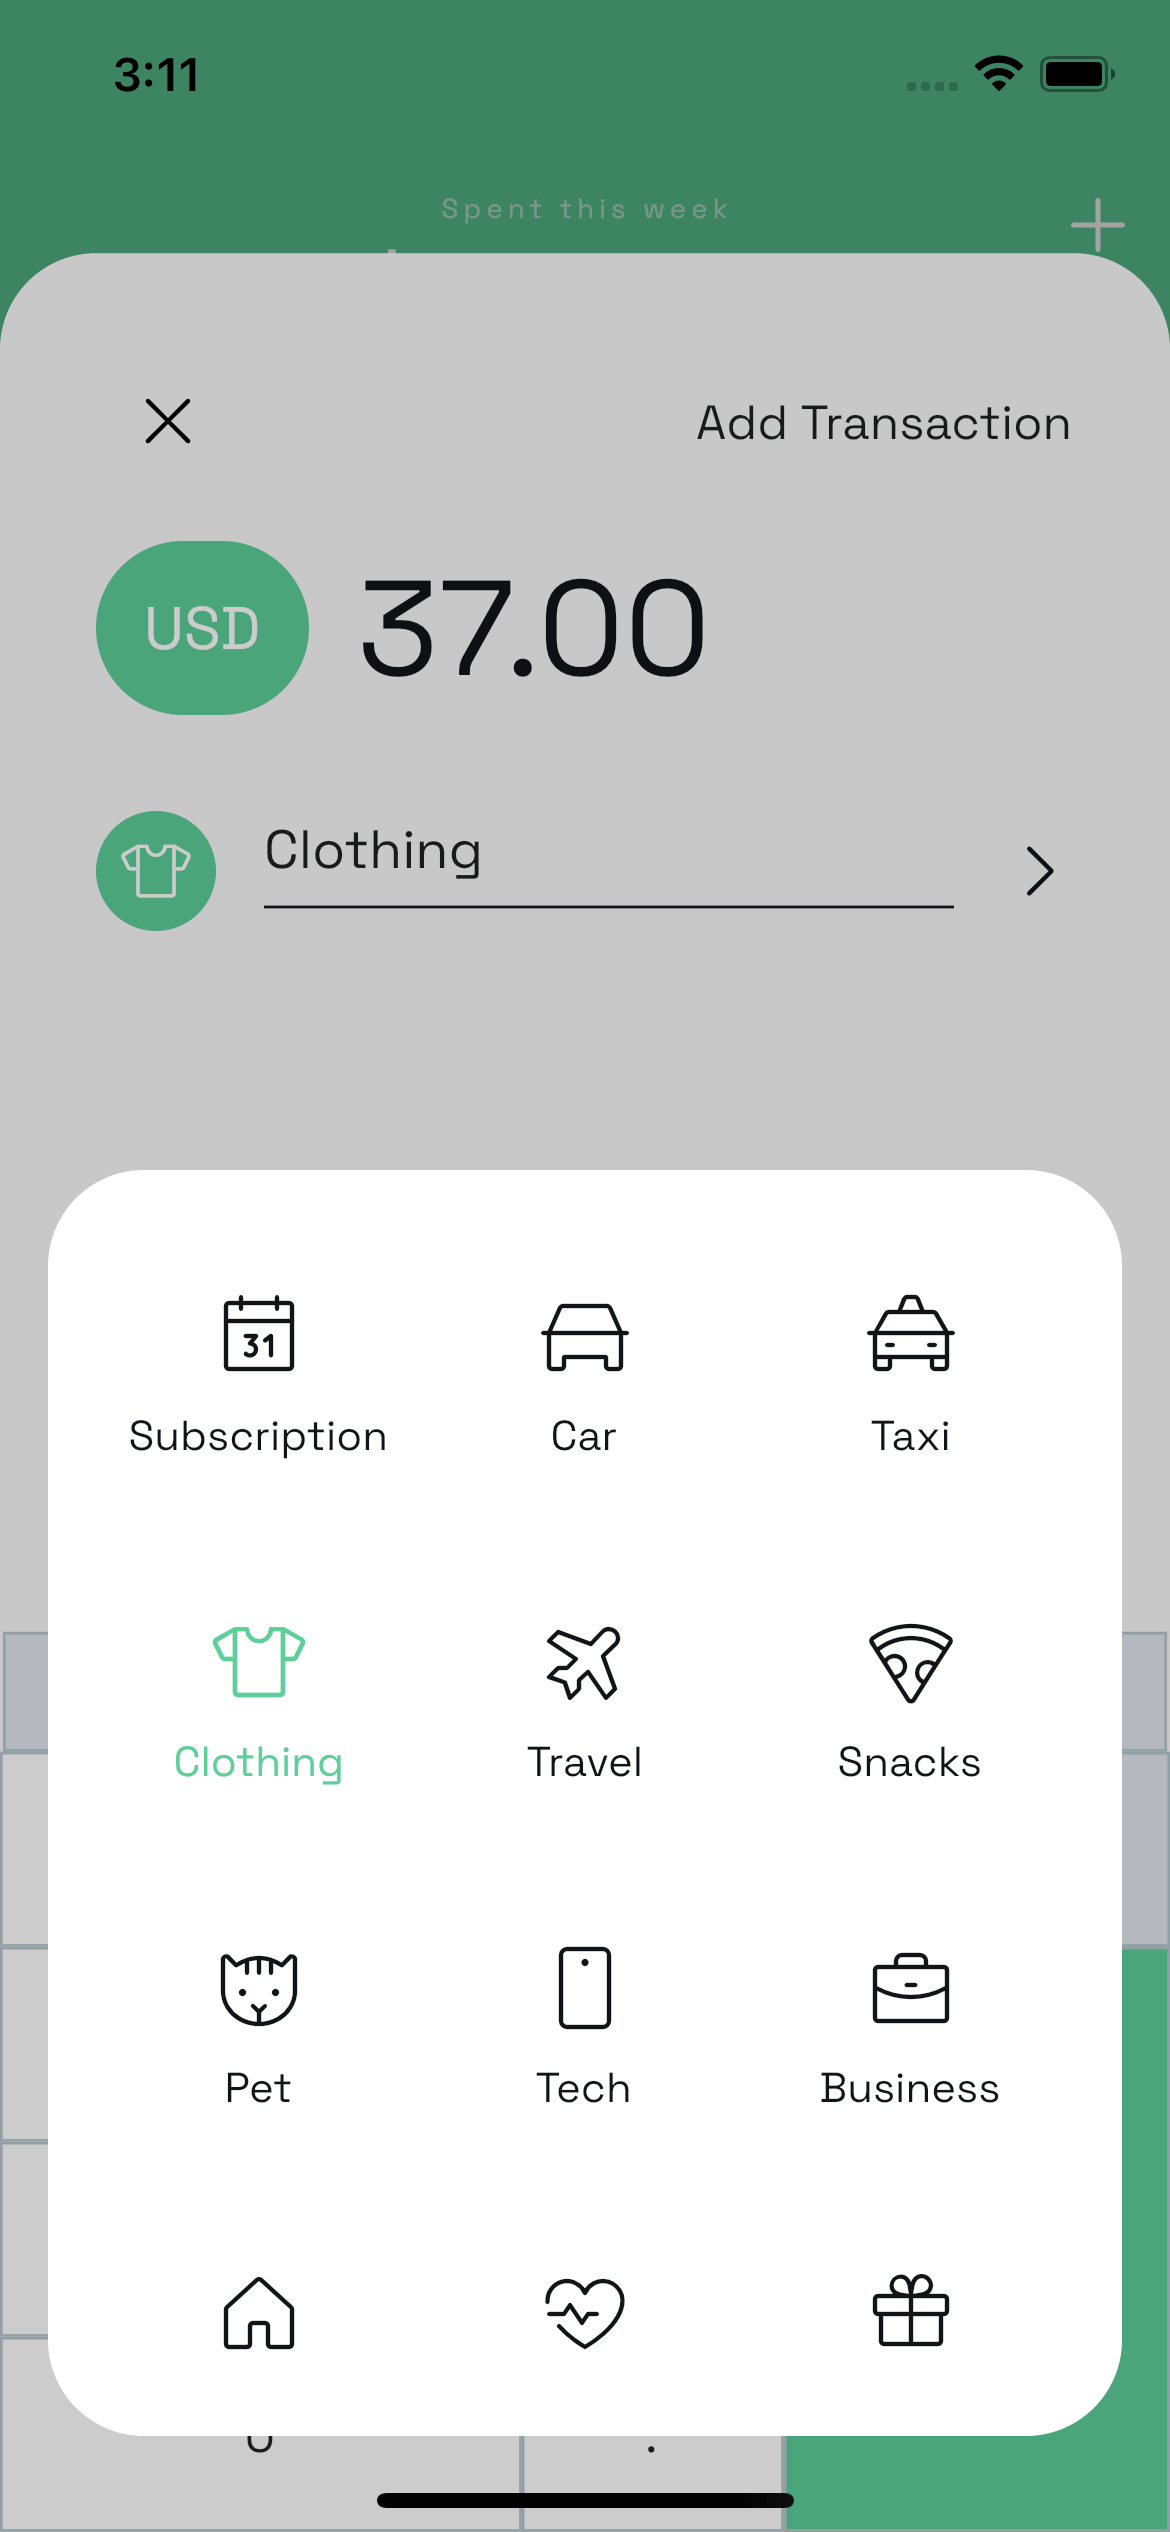 3:11
Spent this week
Add Transaction
USD 37.00
Clothing
31
Subscription Car Taxi
Clothing Travel Snacks
Pet Tech Business
.